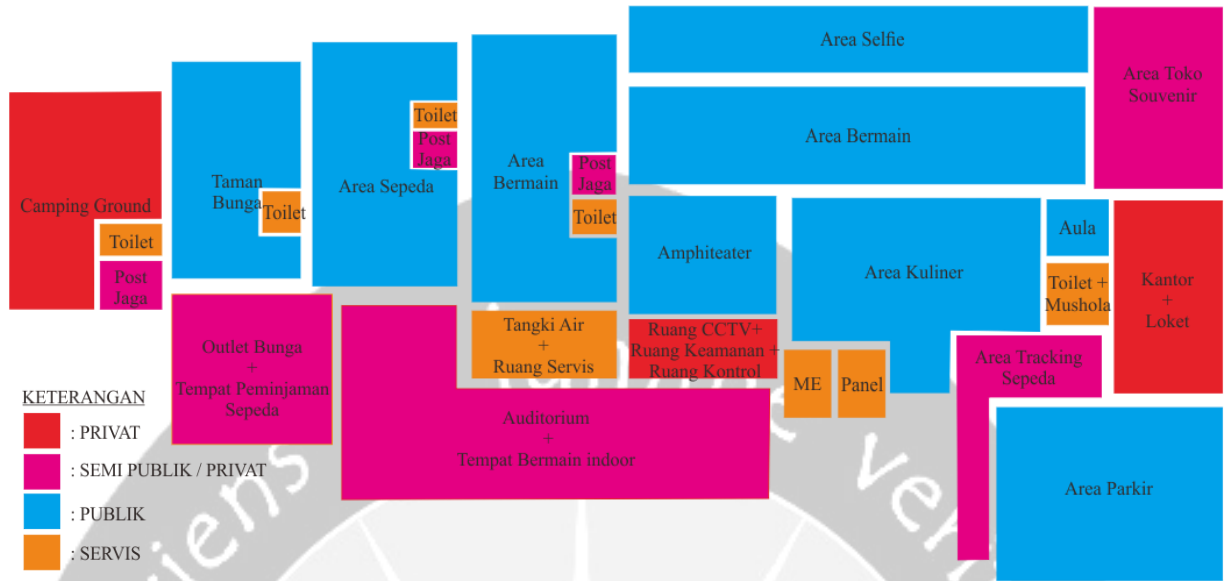 Area Selfie
Area Toko
Souvenir
Area Bermain
Toilet
Post
Jaga
Area Sepeda
Area
Bermain
Post
Jaga
Toilet
Taman
Bunga
Toilet
Camping Ground
Toilet
Post
Jaga
Amphiteater
Area Kuliner
Aula
Toilet +
Mushola
Kantor
+
Loket
Outlet Bunga
+
Tempat Peminjaman
Sepeda
Tangki Air
+
Ruang Servis
Ruang CCTV+
Ruang Keamanan +
Ruang Kontrol
ME
Panel
Area Tracking
Sepeda
Auditorium
+
Tempat Bermain indoor
Area Parkir
KETERANGAN
: PRIVAT
: SEMI PUBLIK / PRIVAT
: PUBLIK
: SERVIS